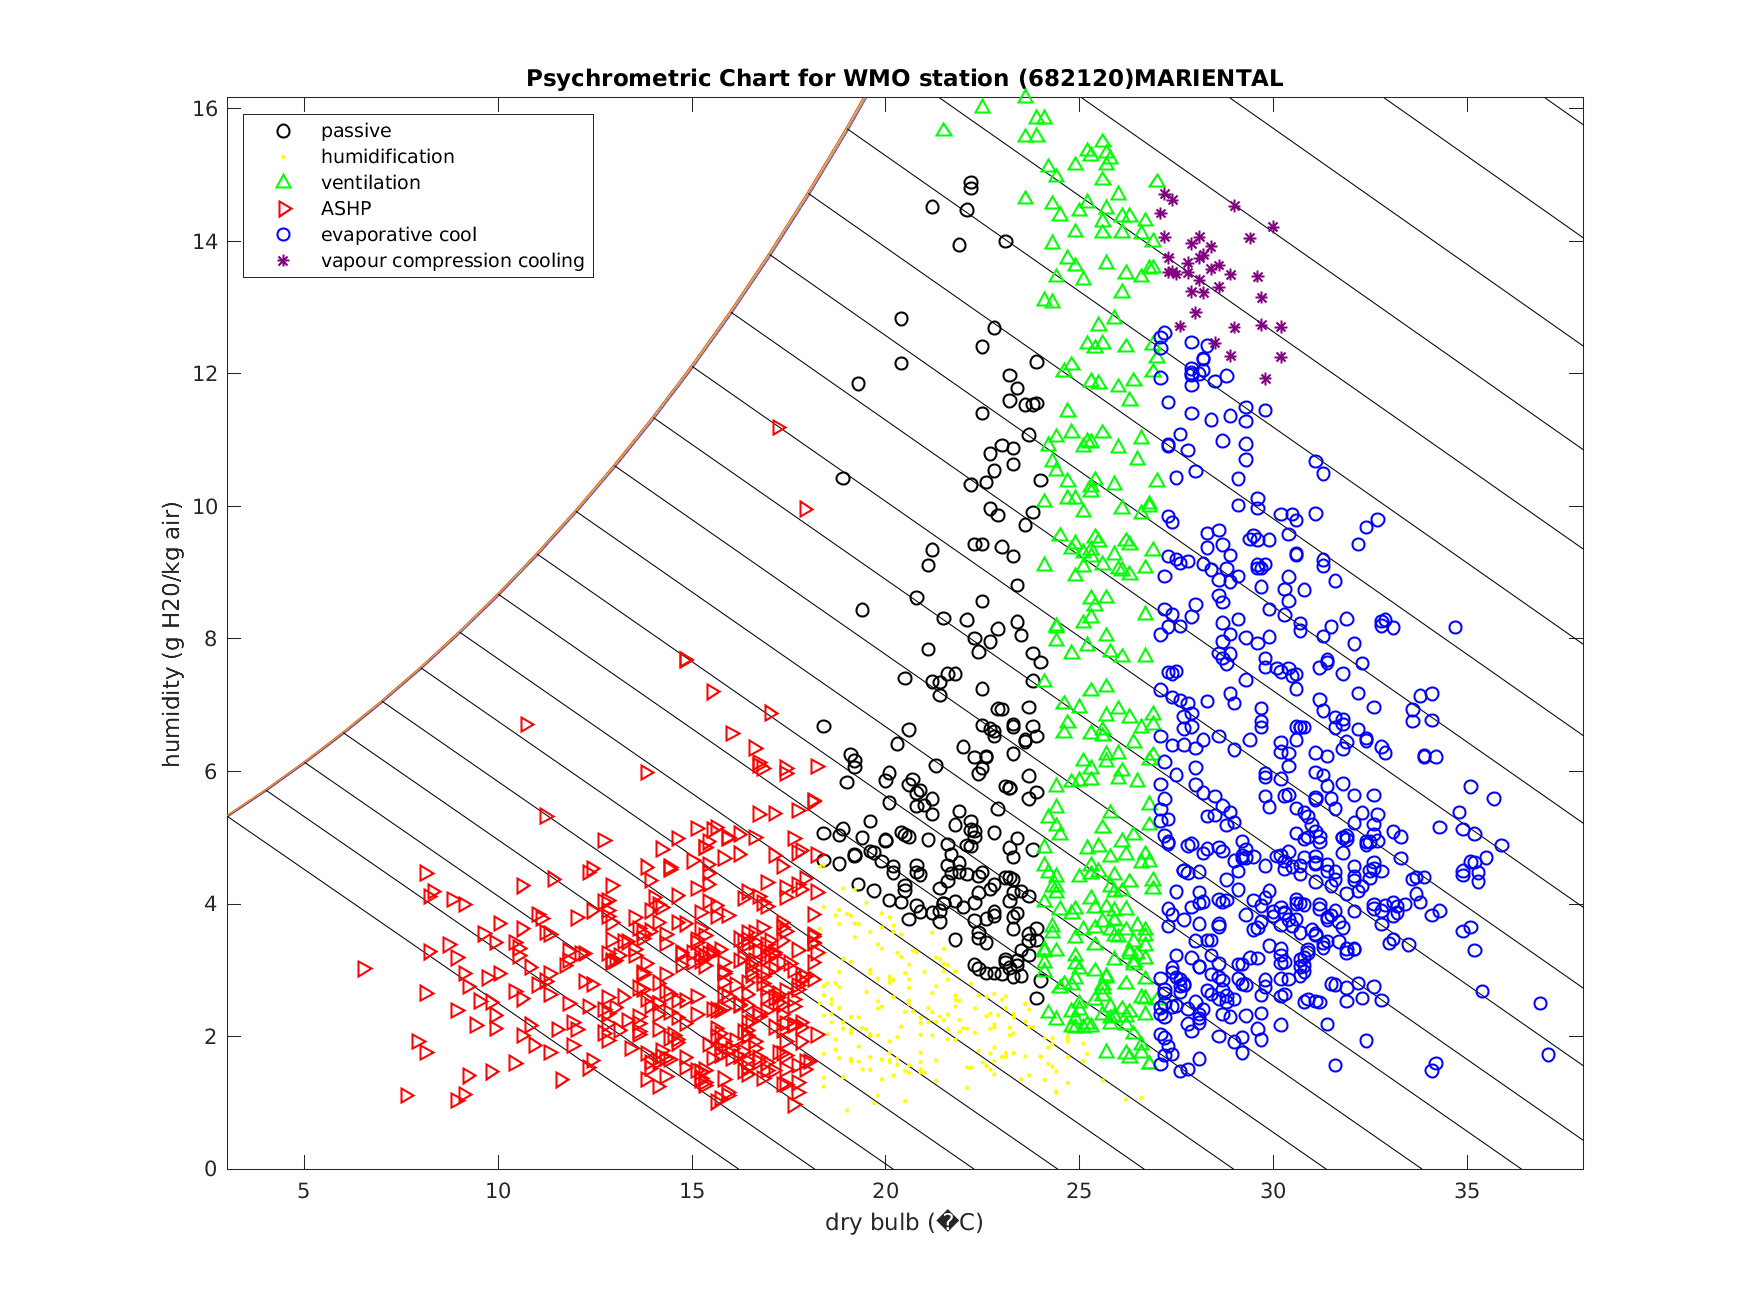 Psychrometric Chart for WMO station (682120)MARIENTAL
passive
humidification
ventilation
ASHP
evaporative cool
vapour compression cooling
humidity (g H20/kg air)
16
14
12
10
8
6
4
2
0
5 10 15 20 25 30 35
dry bulb (�C)